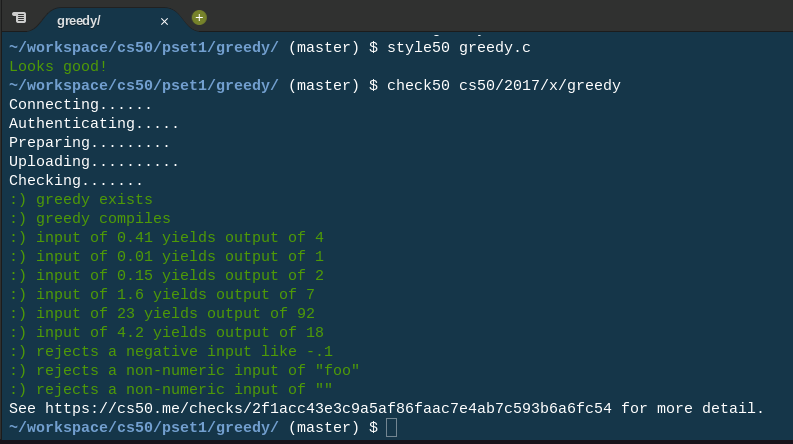 greedy/
~/workspace/cs50/pset1/greedy/ (master) $ style50 greedy.c
Looks good!
~/workspace/cs50/pset1/greedy/ (master) $ check50 cs50/2017/x/greedy
Connecting......
Authenticating.....
Preparing.........
Uploading..........
Checking.......
:) greedy exists
:) greedy compiles
:) input of 0.41 yields output of 4
:) input of 0.01 yields output of 1
:) input of 0.15 yields output of 2
:) input of 1.6 yields output of 7
:) input of 23 yields output of 92
:) input of 4.2 yields output of 18
:) rejects a negative input like -.1
:) rejects a non-numeric input of "foo"
:) rejects a non-numeric input of ""
See https://cs50.me/checks/2f1acc43e3c9a5af86faac7e4ab7c593b6a6fc54 for more detail.
~/workspace/cs50/pset1/greedy/ (master) $